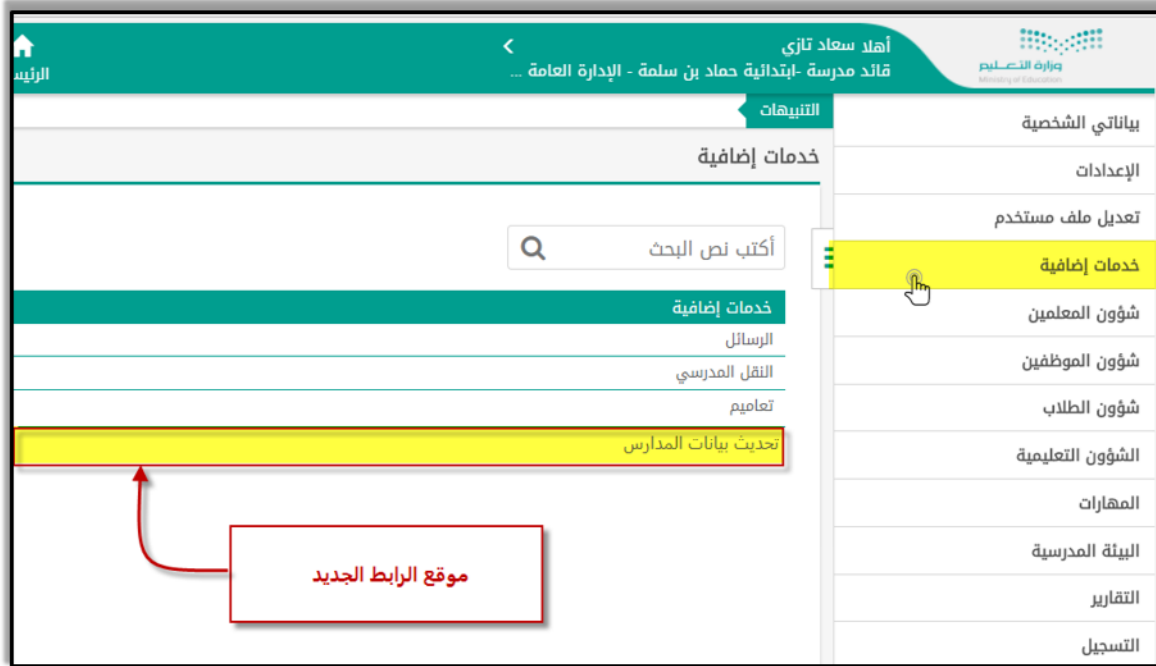 وزارة التعليم
Ministry of Education
أهلا سعاد تازي
قائد مدرسة -ابتدائية حماد بن سلمة - الإدارة العامة ...
الرئيس
بياناتي الشخصية
الإعدادات
تعديل ملف مستخدم
خدمات إضافية
شؤون المعلمين
شؤون الموظفين
شؤون الطلاب
الشؤون التعليمية
المهارات
البيئة المدرسية
التقارير
التسجيل
التنبيهات
خدمات إضافية
أكتب نص البحث
خدمات إضافية
الرسائل
النقل المدرسي
تعاميم
تحديث بيانات المدارس
موقع الرابط الجديد